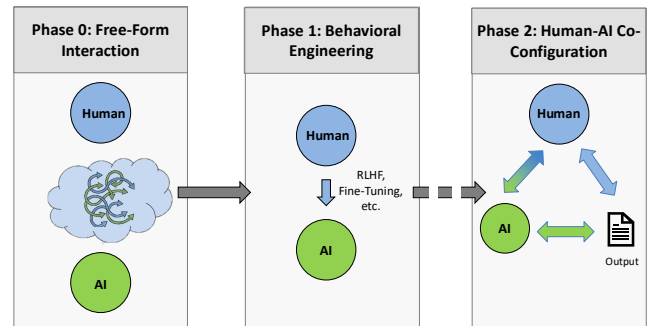 Phase 0: Free-Form
Interaction
Human
AI
Phase 1: Behavioral
Engineering
Human
RLHF,
Fine-Tuning,
etc.
AI
Phase 2: Human-AI Co-
Configuration
Human
AI
Output